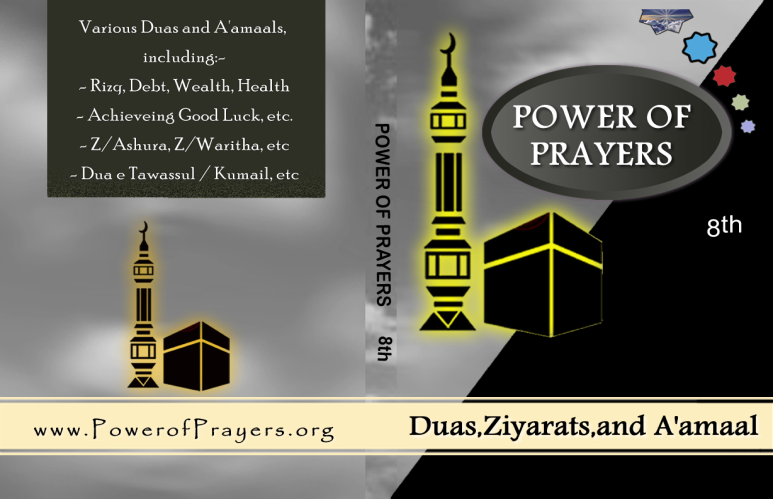 Various Duas and A'amaals,
including:-
- Rizq, Debt, Wealth, Health
- Achieveing Good Luck, etc.
- Z/Ashura, Z/Waritha, etc
- Dua e Tawassul / Kumail, etc
www.PowerofPrayers.org
POWER OF PRAYERS 8th
POWER OF
PRAYERS
8th
Duas,Ziyarats,and A'amaal